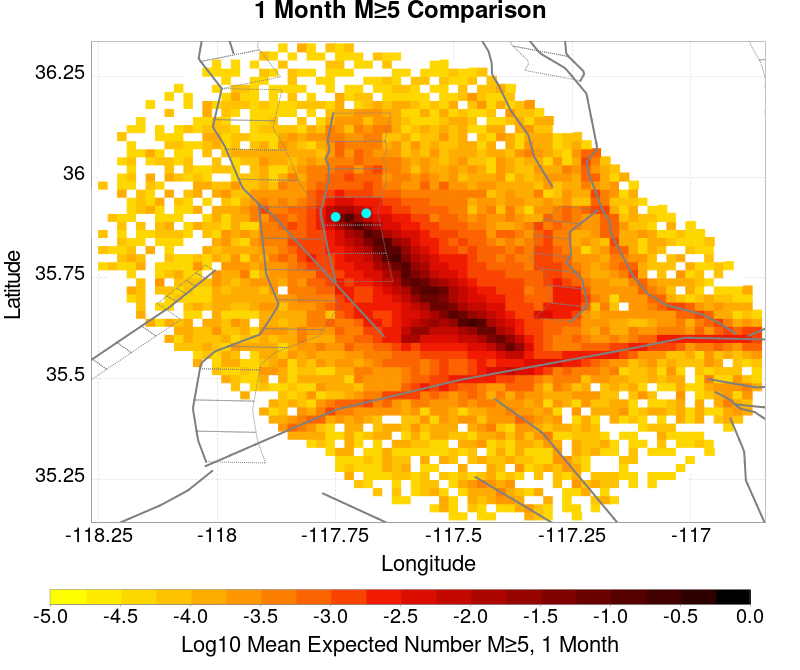 1 Month M≥5 Comparison
36.25
36
35.75
35.5
35.25
Latitude
-118.25 -118 -117.75 -117.5 -117.25 -117
Longitude
-5.0 -4.5 -4.0 -3.5 -3.0 -2.5 -2.0 -1.5 -1.0 -0.5 0.0
Log10 Mean Expected Number M≥5, 1 Month